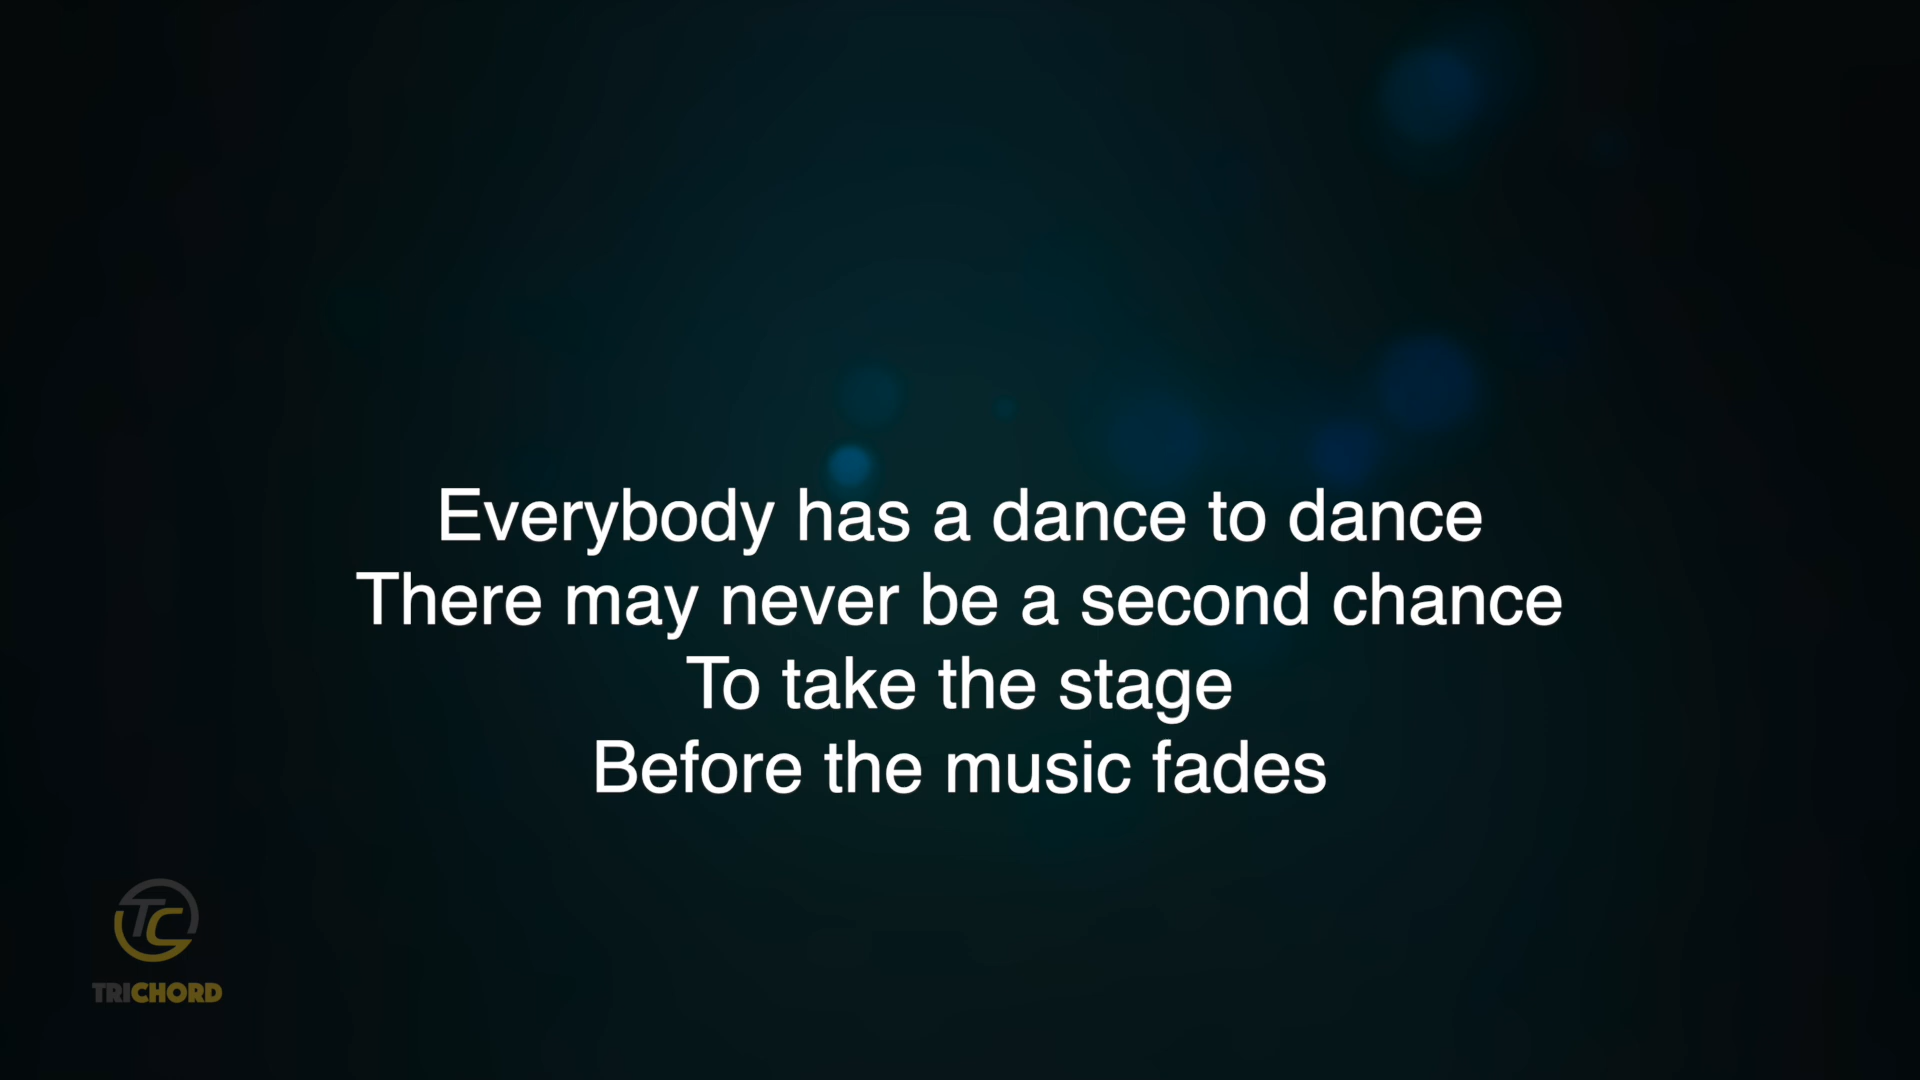 Everybody has a dance to dance
There may never be a second chance
To take the stage
Before the music fades
TC
TRICHORD